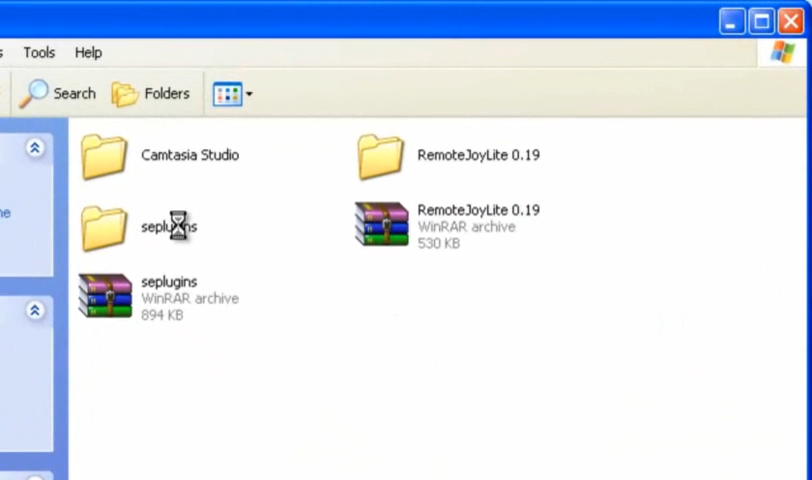 Tools Help
Search Folders
Camtasia Studio
RemoteJoyLite 0.19
RemoteJoyLite 0.19
WinRAR archive
530 KB
seplugins
WinRAR archive
894 KB